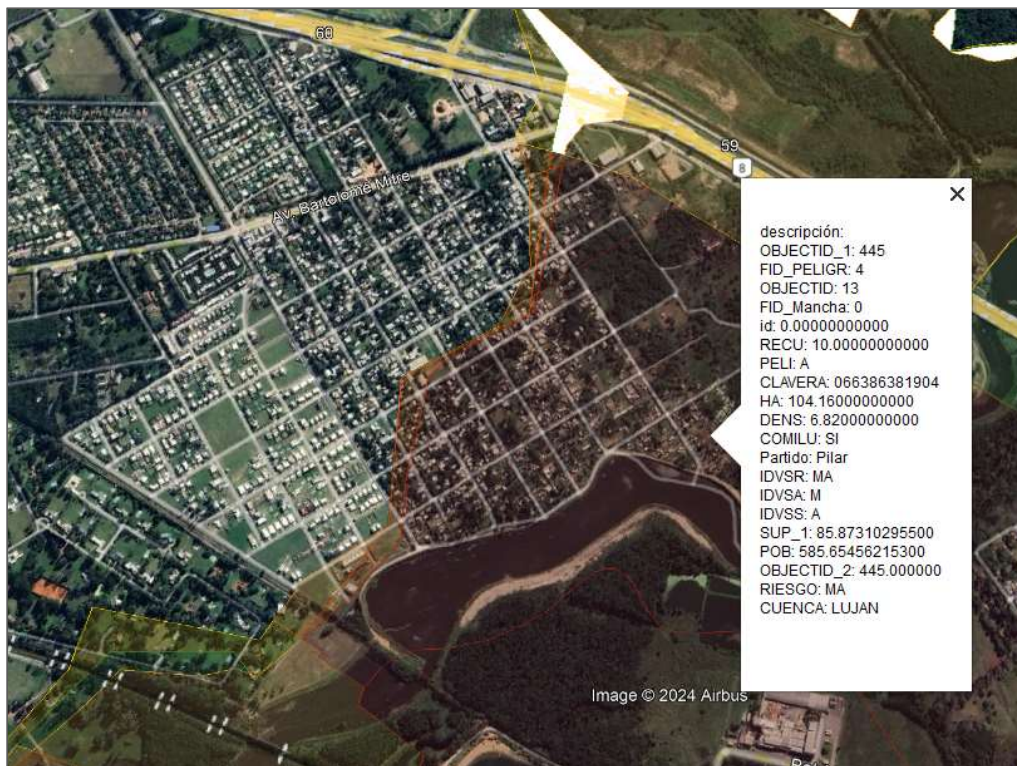 60
59
8
Av. Bartolomé Mitre
descripción:
OBJECTID_1: 445
FID_PELIGR: 4
OBJECTID: 13
FID_Mancha: 0
id: 0.00000000000
RECU: 10.00000000000
PELI: A
CLAVERA: 066386381904
HA: 104.16000000000
DENS: 6.82000000000
COMILU: SI
Partido: Pilar
IDVSR: MA
IDVSA: M
IDVSS: A
SUP_1: 85.87310295500
POB: 585.65456215300
OBJECTID_2: 445.000000
RIESGO: MA
CUENCA: LUJAN
Image © 2024 Airbus